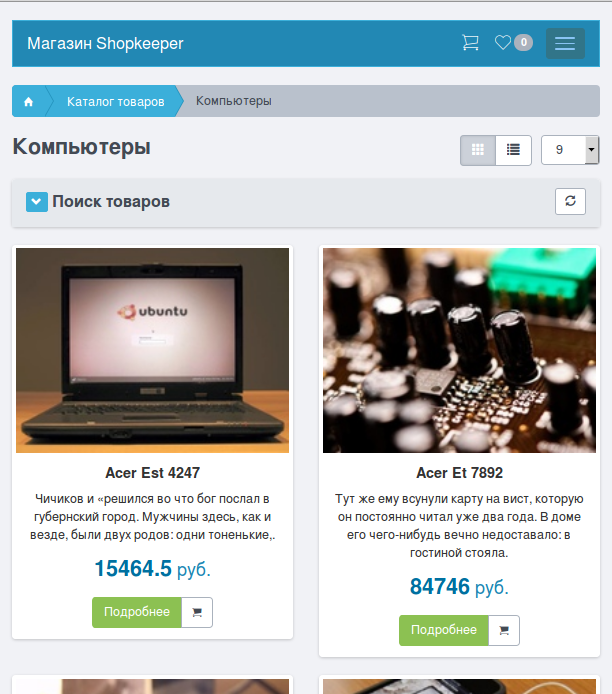 Магазин Shopkeeper
0
Каталог товаров
Компьютеры
Компьютеры
9
Поиск товаров
ubuntu
Acer Est 4247
Чичиков и «решился во что бог послал в
губернский город. Мужчины здесь, как и
везде, были двух родов: одни тоненькие,.
15464.5 руб.
Подробнее
Acer Et 7892
Тут же ему всунули карту на вист, которую
он постоянно читал уже два года. В доме
его чего-нибудь вечно недоставало: в
гостиной стояла.
84746 руб.
Подробнее